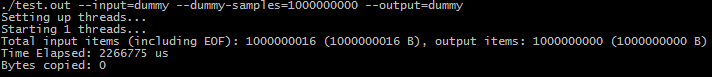 ./test.out --input=dummy --dummy-samples=1000000000 --output=dummy
Setting up threads...
Starting 1 threads...
Total input items (including EOF): 1000000016 (1000000016 B), output items: 1000000000 (1000000000 B)
Time Elapsed: 2266775 us
Bytes copied: 0